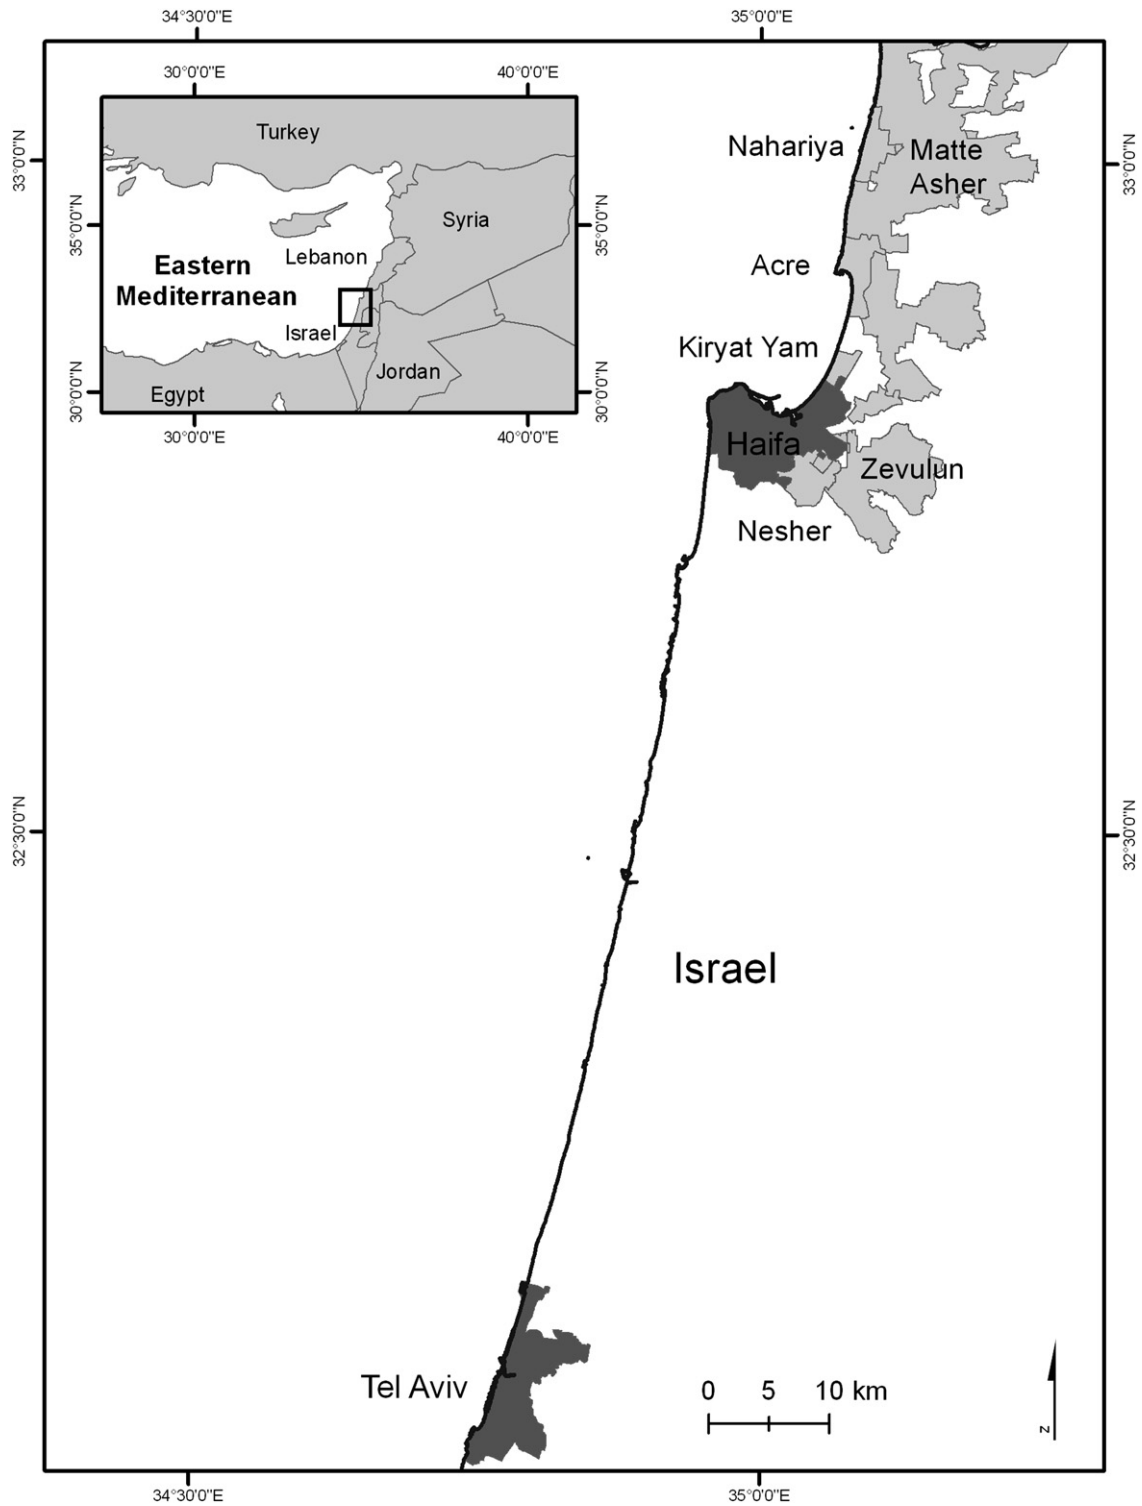 34°30'0"E
35°0'0"E
30°0'0"E
40°0'0"E
33°0'0"N
33°0'0"N
35°0'0"N
35°0'0"N
30°0'0"N
30°0'0"N
Turkey
Syria
Lebanon
Eastern
Mediterranean
Israel
Jordan
Egypt
30°0'0"E
40°0'0"E
Nahariya
Matte
Asher
Acre
Kiryat Yam
Haifa
Zevulun
Nesher
32°30'0"N
32°30'0"N
Israel
Tel Aviv
0 5 10 km
N
34°30'0"E
35°0'0"E